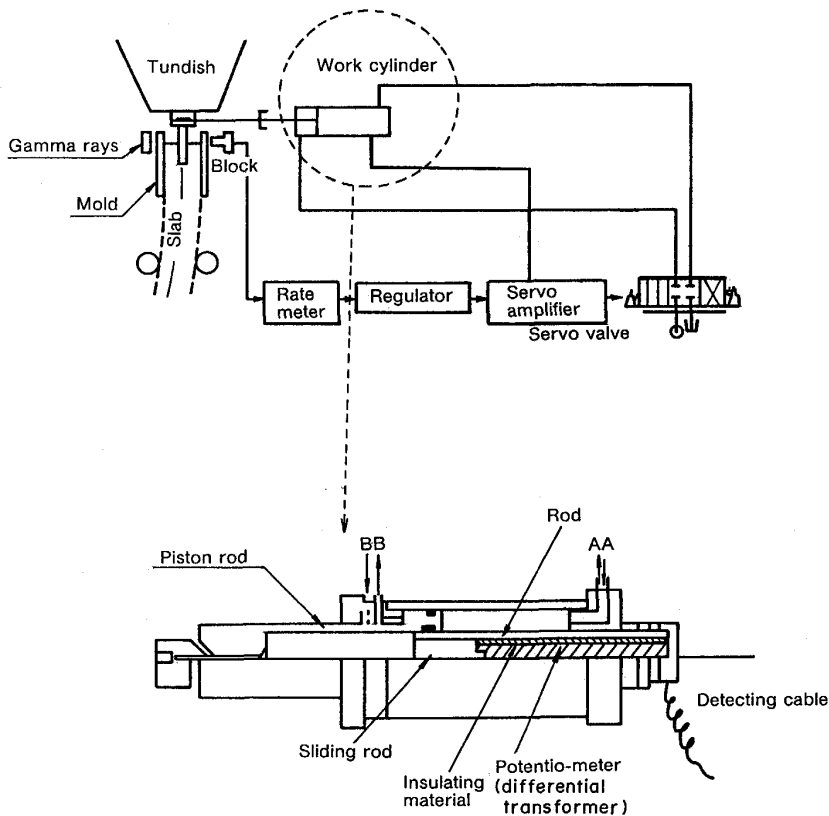 Tundish
Work cylinder
Gamma rays
Block
Mold
Slab
Rate
meter
Regulator
Servo
amplifier
Servo valve
Rod
BB
AA
Piston rod
Detecting cable
Sliding rod
Insulating
material
Potentio-meter
(differential
transformer)